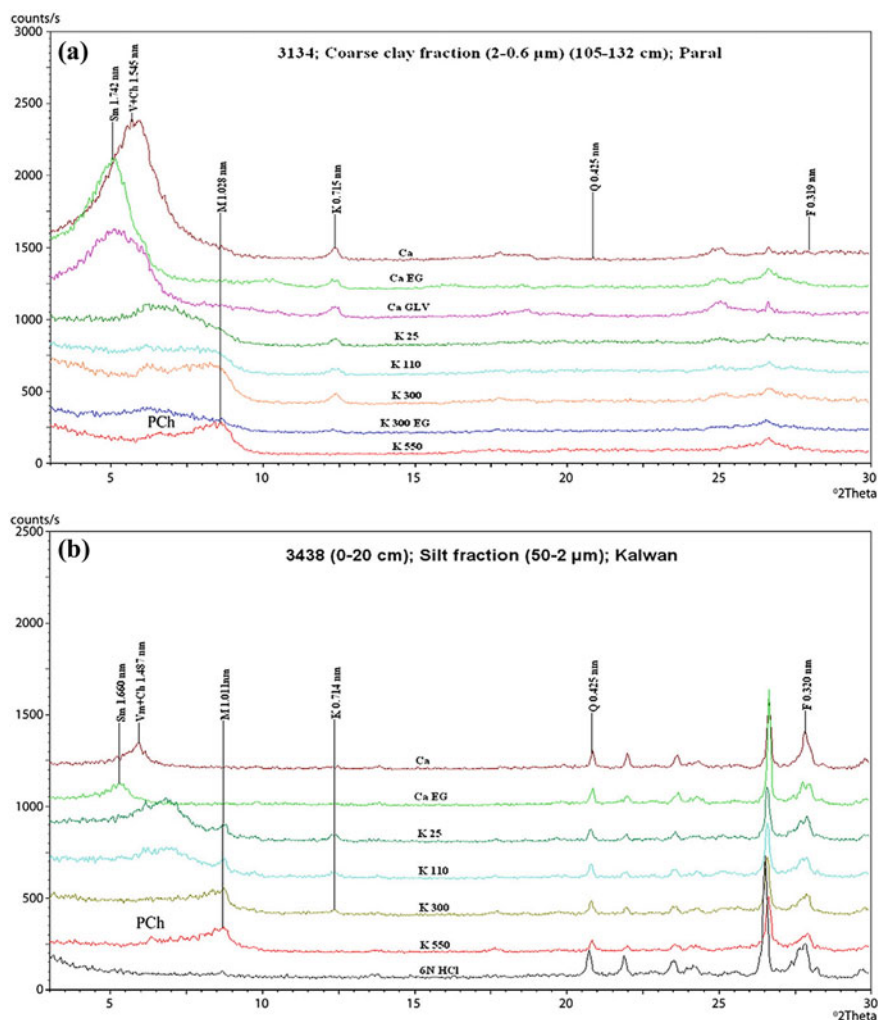 counts/s
3000
(a)
3134; Coarse clay fraction (2-0.6 µm) (105-132 cm); Paral
2500
2000
1500
1000
500
0
Sm 1.742 nm
V+Ch 1.545 nm
M 1.028 nm
K 0.715 nm
Q 0.425 nm
F 0.319 nm
Ca
Ca EG
Ca GLV
K 25
K 110
K 300
K 300 EG
PCh
K 550
5 10 15 20 25 30
°2Theta
counts/s
2500
(b)
3438 (0-20 cm); Silt fraction (50-2 µm); Kalwan
2000
1500
1000
500
0
Sm 1.660 nm
Vm+Ch 1.487 nm
M 1.011nm
K 0.714 nm
Q 0.425 nm
F 0.320 nm
Ca
Ca EG
K 25
K 110
K 300
PCh
K 550
6N HCl
5 10 15 20 25 30
°2Theta